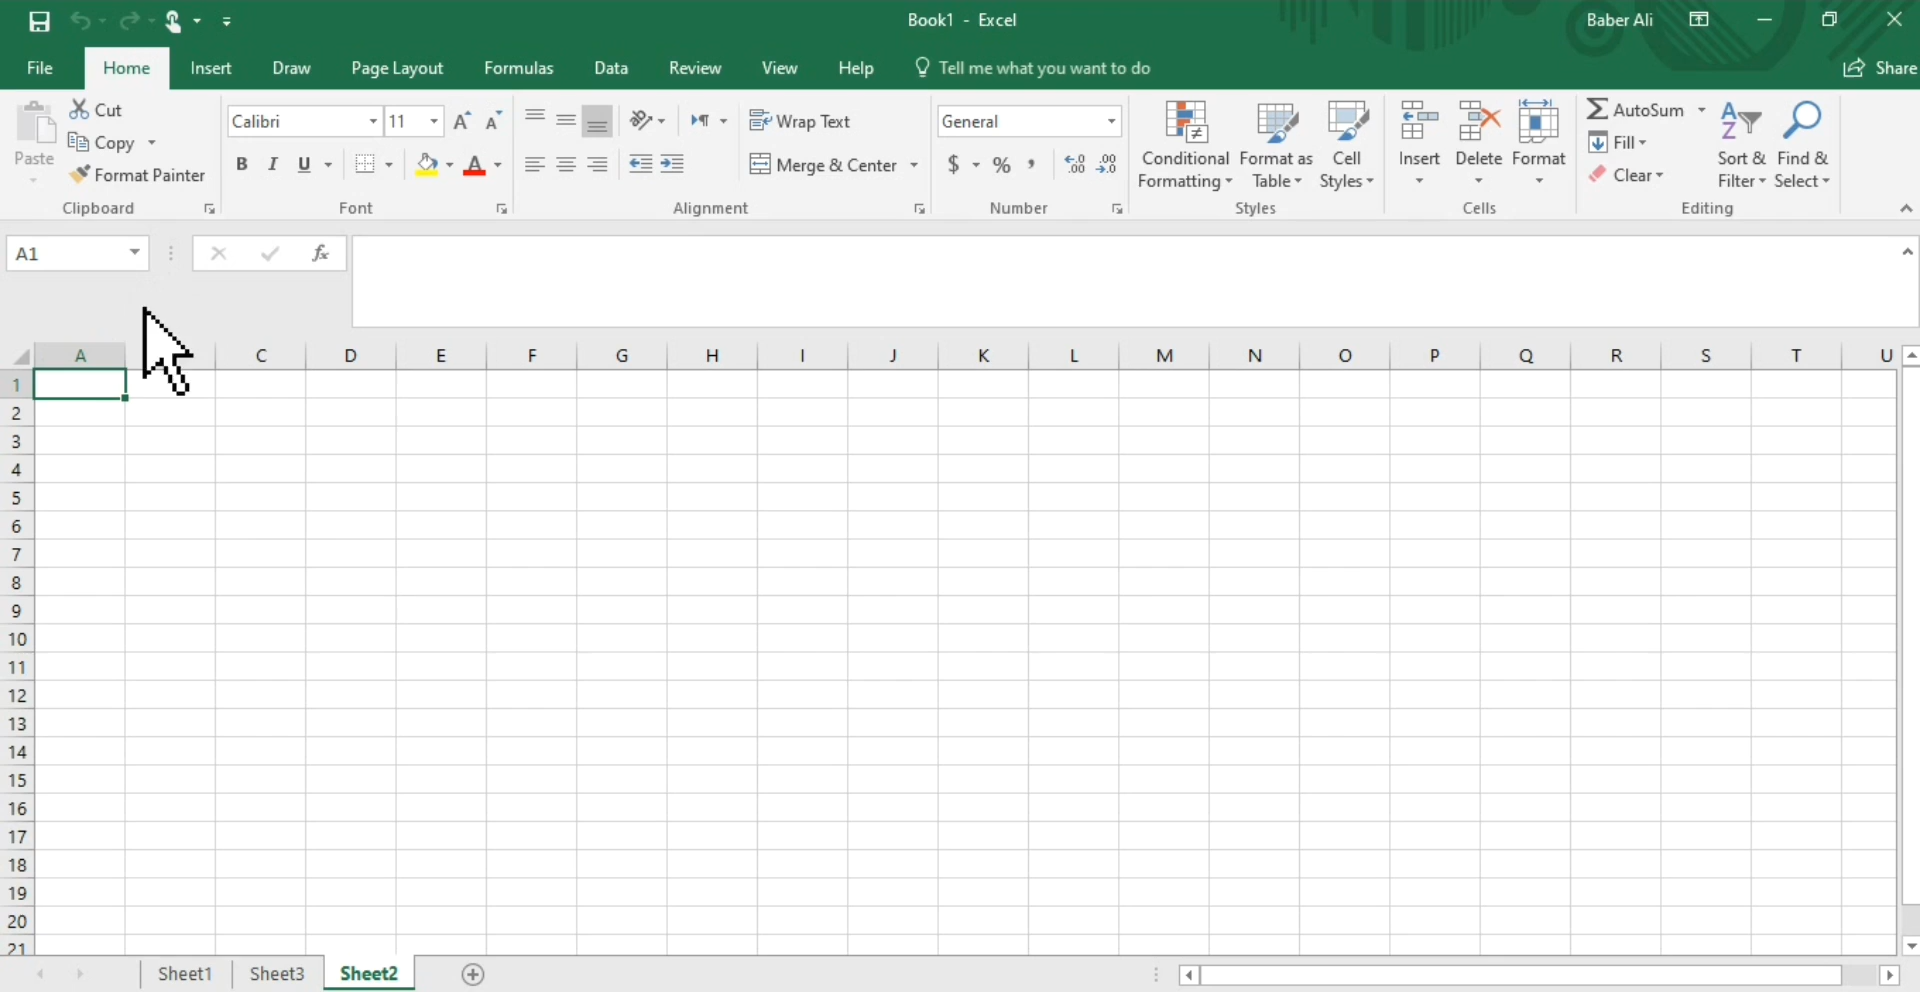 Book1 - Excel
Baber Ali
File Home Insert Draw Page Layout Formulas Data Review View Help Tell me what you want to do Share
Paste
Cut
Copy
Format Painter
Clipboard
Calibri 11
B I U A
Font
Wrap Text
Merge & Center
Alignment
General
$ % ,
Number
Conditional Formatting
Format as Table
Cell Styles
Styles
Insert Delete Format
Cells
AutoSum
Fill
Clear
Sort & Filter
Find & Select
Editing
A1 fx
A C D E F G H I J K L M N O P Q R S T U
1
2
3
4
5
6
7
8
9
10
11
12
13
14
15
16
17
18
19
20
21
Sheet1 Sheet3 Sheet2